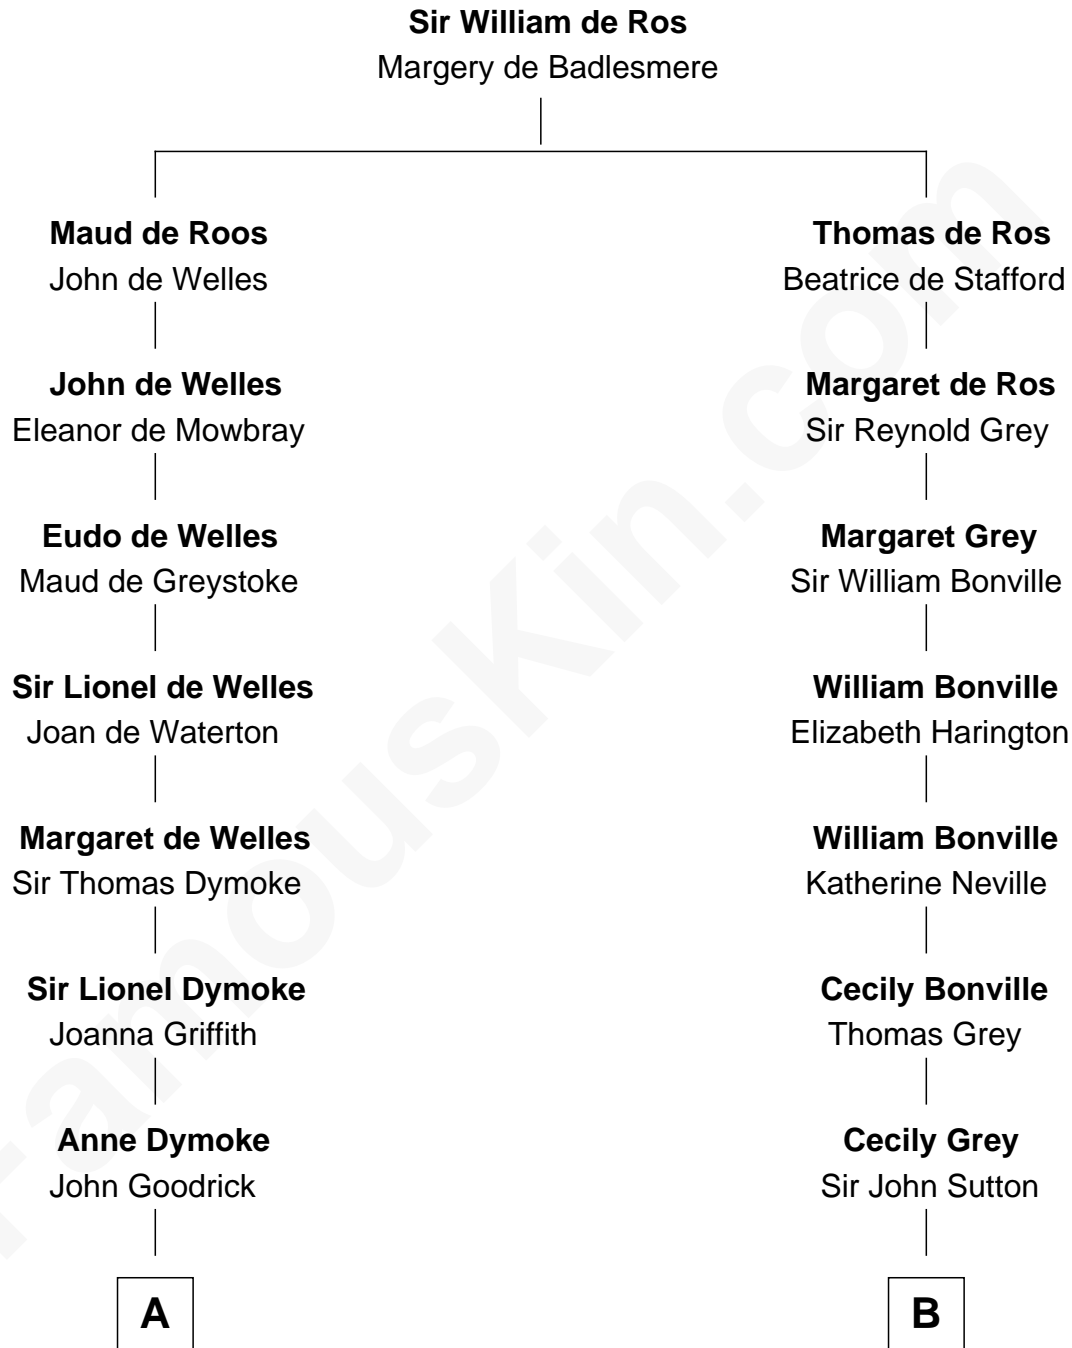 Sir William de Ros
Margery de Badlesmere
Maud de Roos
John de Welles
John de Welles
Eleanor de Mowbray
Eudo de Welles
Maud de Greystoke
Sir Lionel de Welles
Joan de Waterton
Margaret de Welles
Sir Thomas Dymoke
Sir Lionel Dymoke
Joanna Griffith
Anne Dymoke
John Goodrick
A
Thomas de Ros
Beatrice de Stafford
Margaret de Ros
Sir Reynold Grey
Margaret Grey
Sir William Bonville
William Bonville
Elizabeth Harington
William Bonville
Katherine Neville
Cecily Bonville
Thomas Grey
Cecily Grey
Sir John Sutton
B
FamousKin.com